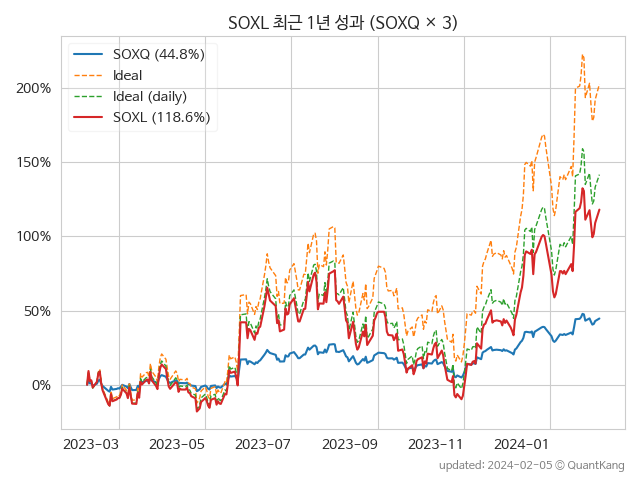 SOXL 최근 1년 성과 (SOXQ × 3)
SOXQ (44.8%)
Ideal
Ideal (daily)
SOXL (118.6%)
200%
150%
100%
50%
0%
2023-03 2023-05 2023-07 2023-09 2023-11 2024-01
updated: 2024-02-05 ⓒ QuantKang